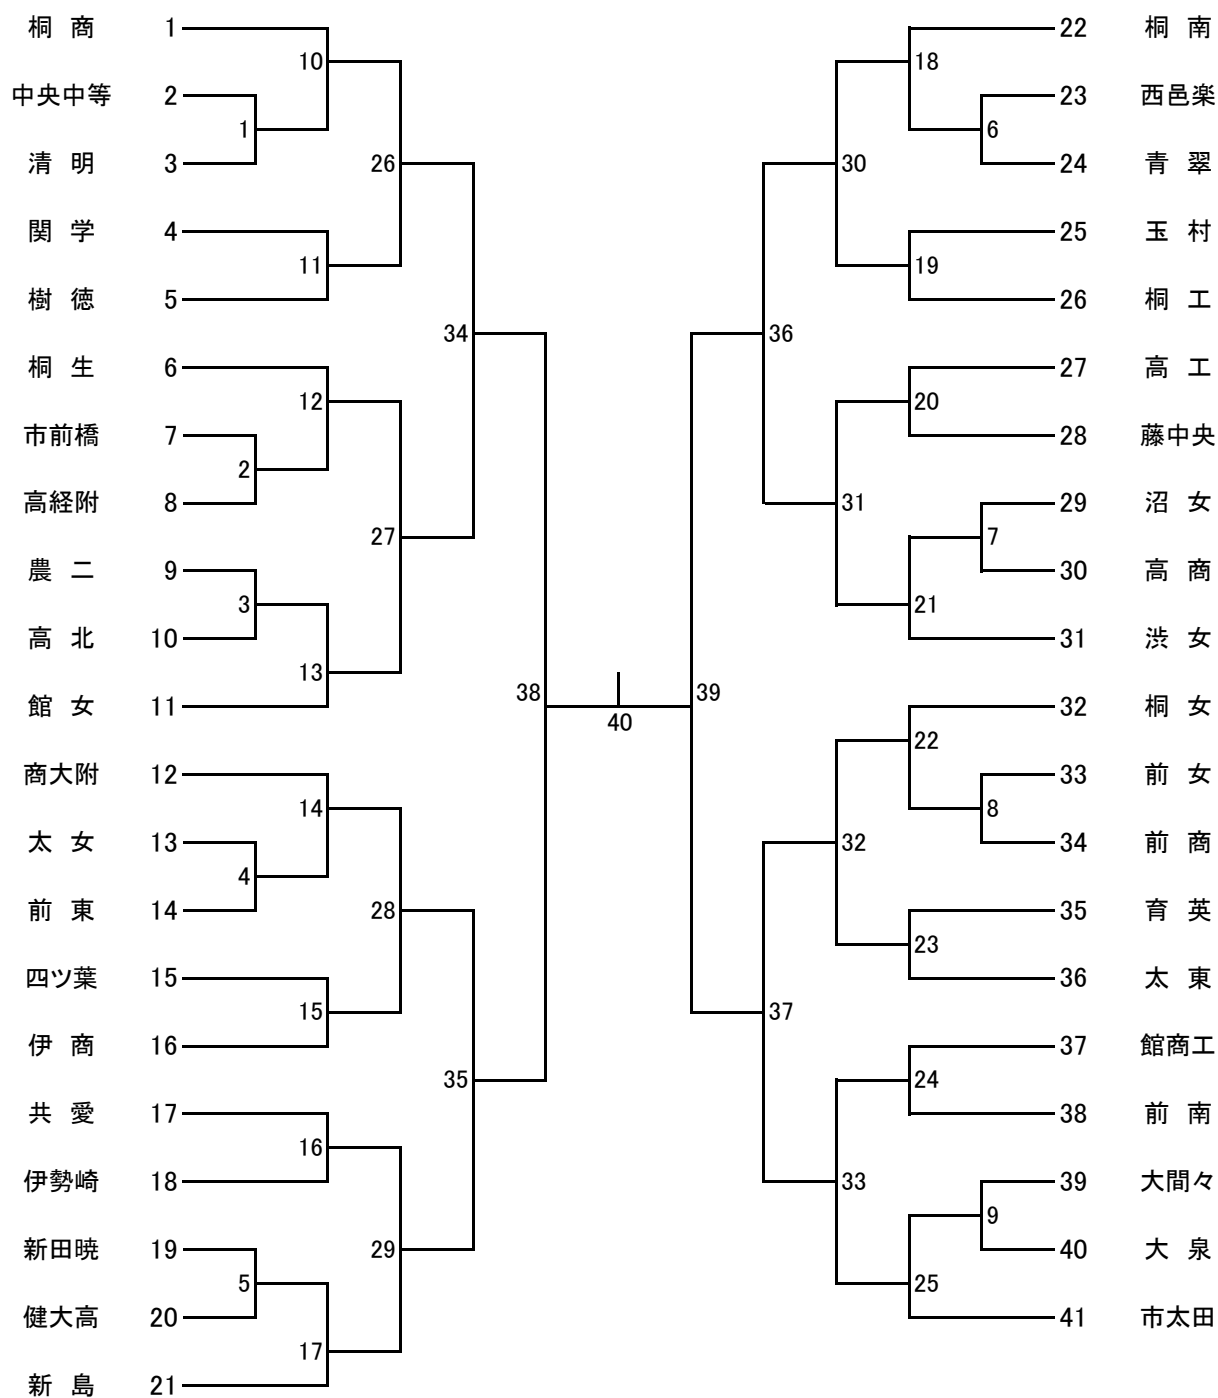 桐 商 1
10
中央中等 2
1
清 明 3
26
関 学 4
11
樹 徳 5
34
桐 生 6
12
市前橋 7
2
高経附 8
27
農 二 9
3
高 北 10
13
館 女 11
38
商大附 12
14
太 女 13
4
前 東 14
28
四ツ葉 15
15
伊 商 16
35
共 愛 17
16
伊勢崎 18
新田暁 19
29
5
健大高 20
17
新 島 21
40
22 桐 南
18
23 西邑楽
6
24 青 翠
30
25 玉 村
19
26 桐 工
36
27 高 工
20
28 藤中央
31
29 沼 女
7
30 高 商
21
31 渋 女
39
32 桐 女
22
33 前 女
8
34 前 商
32
35 育 英
23
36 太 東
37
37 館商工
24
38 前 南
33
39 大間々
9
40 大 泉
25
41 市太田